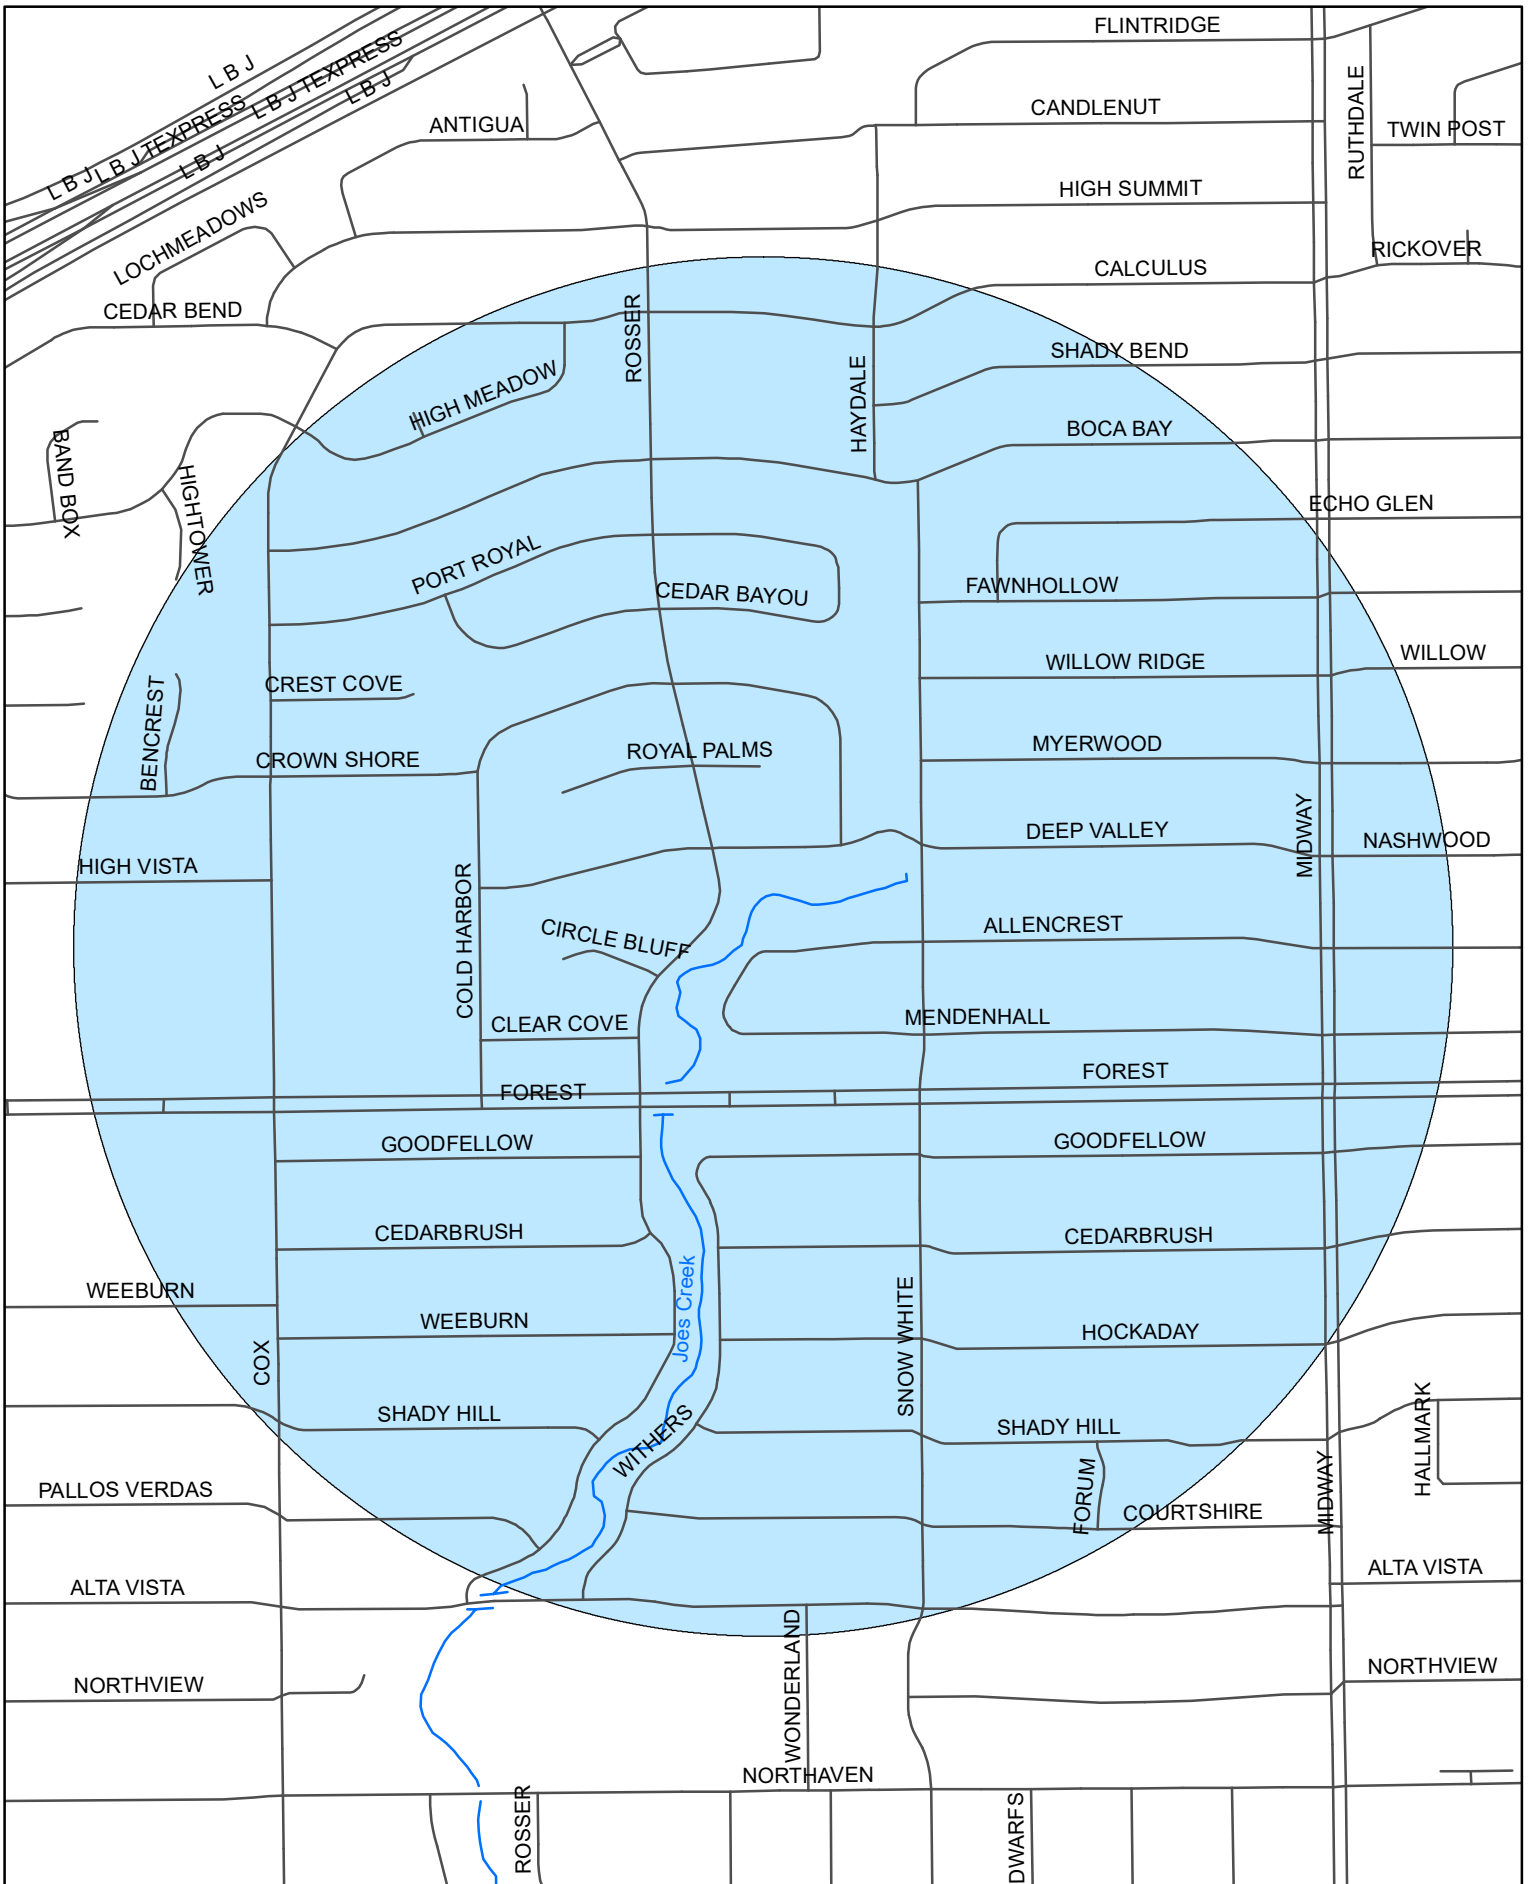 FLINTRIDGE
L B J
L B J TEXPRESS
L B J
RUTHDALE
CANDLENUT
TWIN POST
ANTIGUA
L B J TEXPRESS
L B J
L B J
HIGH SUMMIT
LOCHMEADOWS
RICKOVER
CALCULUS
CEDAR BEND
ROSSER
SHADY BEND
HIGH MEADOW
HAYDALE
BOCA BAY
BAND BOX
HIGHTOWER
ECHO GLEN
PORT ROYAL
CEDAR BAYOU
FAWNHOLLOW
WILLOW RIDGE
WILLOW
CREST COVE
BENCREST
MYERWOOD
ROYAL PALMS
CROWN SHORE
DEEP VALLEY
MIDWAY
NASHWOOD
HIGH VISTA
COLD HARBOR
ALLENCREST
CIRCLE BLUFF
MENDENHALL
CLEAR COVE
FOREST
FOREST
GOODFELLOW
GOODFELLOW
CEDARBRUSH
CEDARBRUSH
WEEBURN
Joes Creek
WEEBURN
SNOW WHITE
HOCKADAY
COX
SHADY HILL
SHADY HILL
HALLMARK
WITHERS
PALLOS VERDAS
FORUM
MIDWAY
COURTSHIRE
ALTA VISTA
ALTA VISTA
WONDERLAND
NORTHVIEW
NORTHVIEW
NORTHAVEN
ROSSER
DWARFS